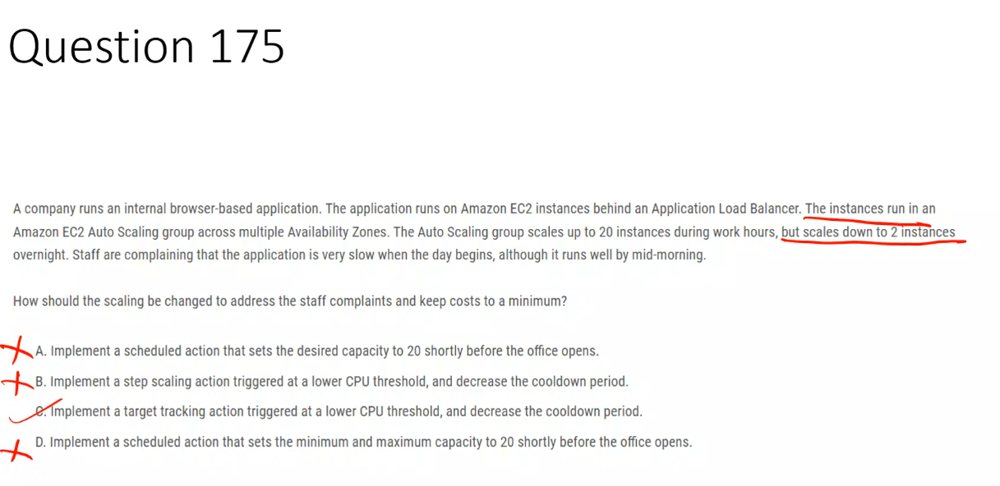 Question 175
A company runs an internal browser-based application. The application runs on Amazon EC2 instances behind an Application Load Balancer. The instances run in an
Amazon EC2 Auto Scaling group across multiple Availability Zones. The Auto Scaling group scales up to 20 instances during work hours, but scales down to 2 instances
overnight. Staff are complaining that the application is very slow when the day begins, although it runs well by mid-morning.
How should the scaling be changed to address the staff complaints and keep costs to a minimum?
A. Implement a scheduled action that sets the desired capacity to 20 shortly before the office opens.
B. Implement a step scaling action triggered at a lower CPU threshold, and decrease the cooldown period.
C. Implement a target tracking action triggered at a lower CPU threshold, and decrease the cooldown period.
D. Implement a scheduled action that sets the minimum and maximum capacity to 20 shortly before the office opens.